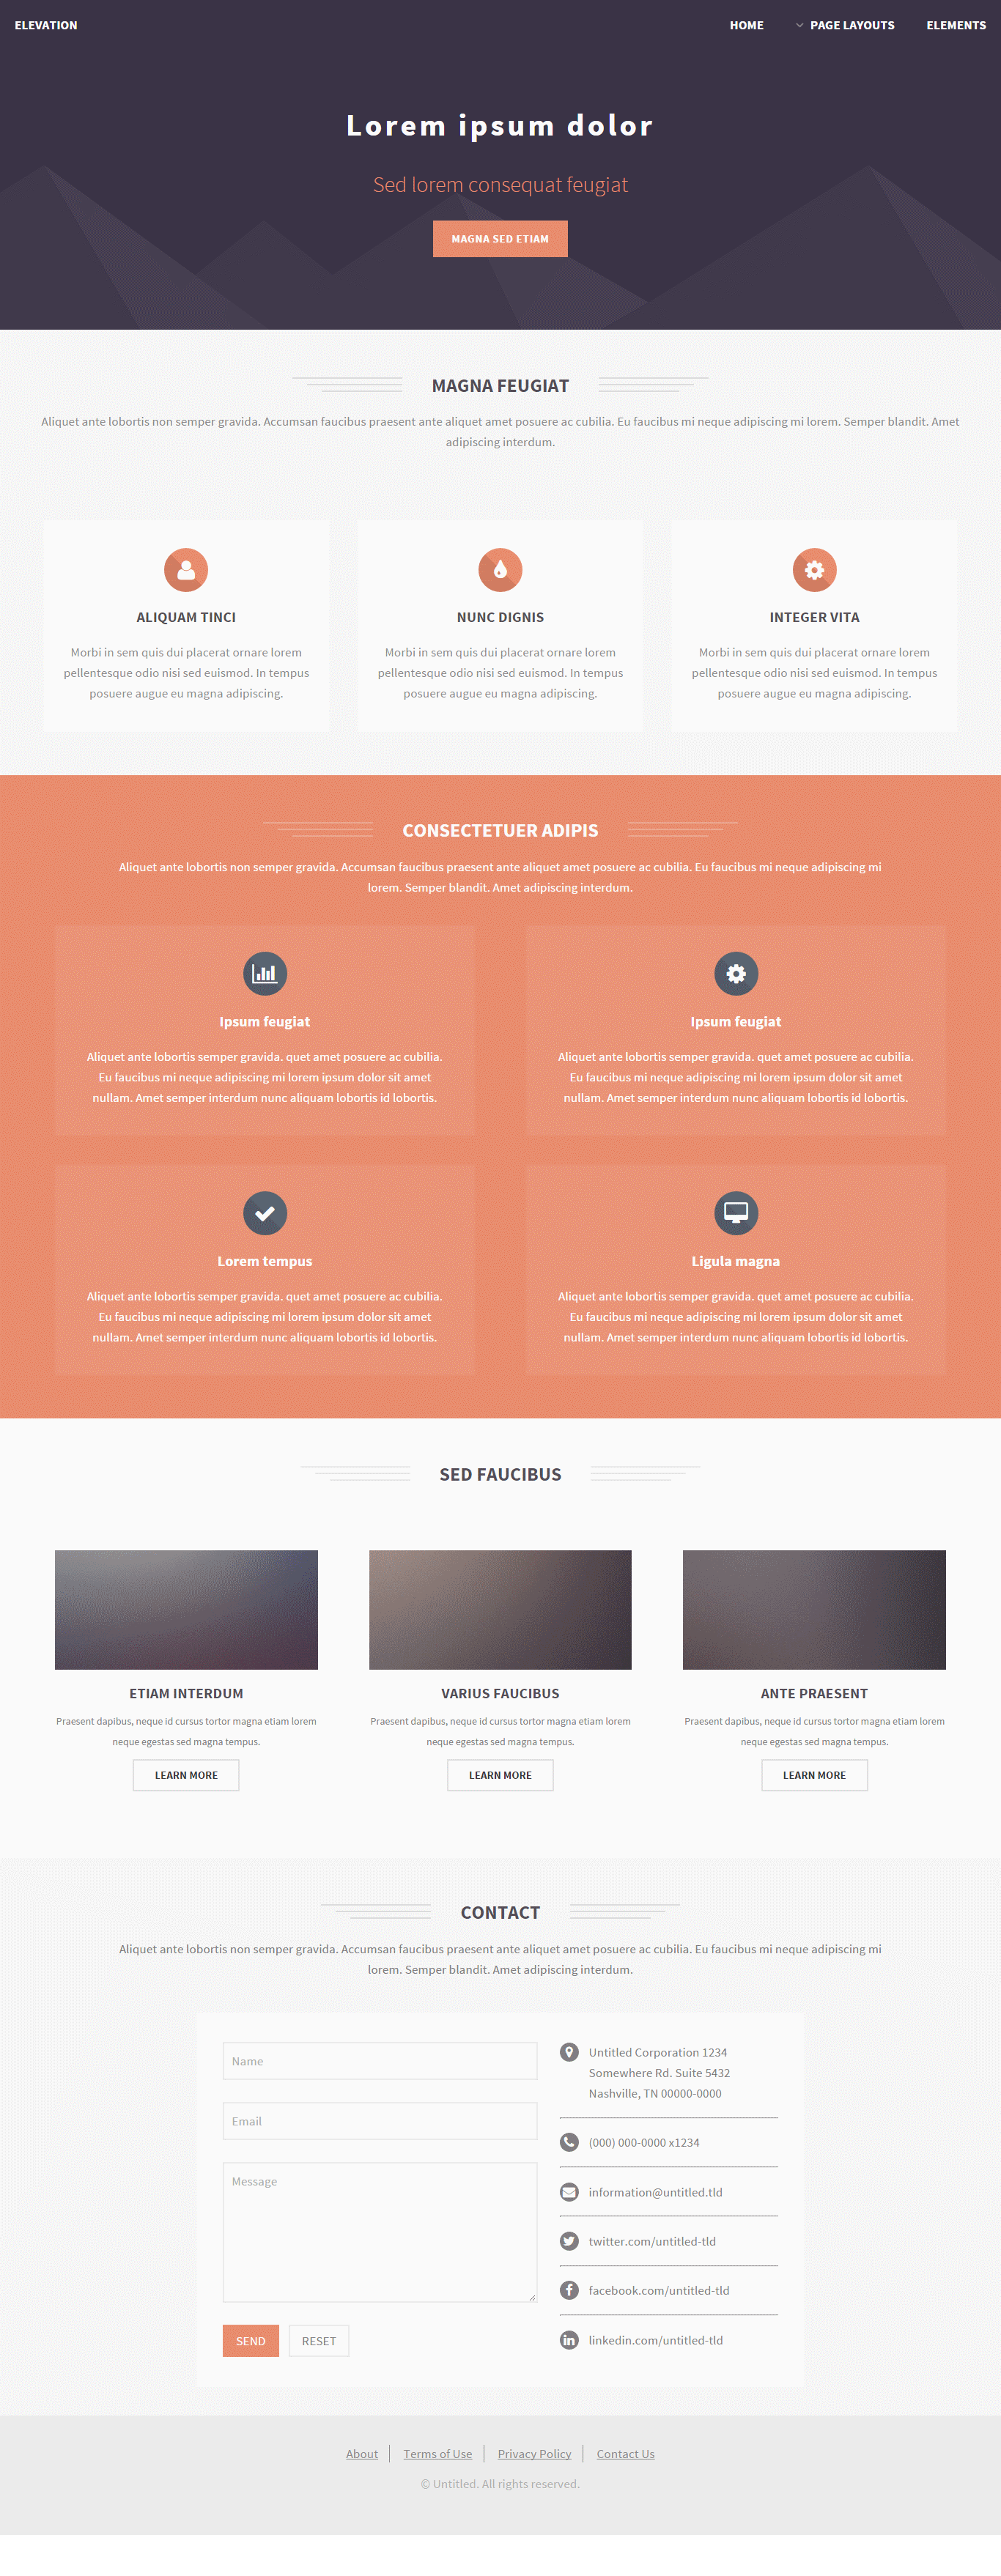 ELEVATION
HOME
PAGE LAYOUTS
ELEMENTS
Lorem ipsum dolor
Sed lorem consequat feugiat
MAGNA SED ETIAM
MAGNA FEUGIAT
Aliquet ante lobortis non semper gravida. Accumsan faucibus praesent ante aliquet amet posuere ac cubilia. Eu faucibus mi neque adipiscing mi lorem. Semper blandit. Amet
adipiscing interdum.
ALIQUAM TINCI
Morbi in sem quis dui placerat ornare lorem
pellentesque odio nisi sed euismod. In tempus
posuere augue eu magna adipiscing.
NUNC DIGNIS
Morbi in sem quis dui placerat ornare lorem
pellentesque odio nisi sed euismod. In tempus
posuere augue eu magna adipiscing.
INTEGER VITA
Morbi in sem quis dui placerat ornare lorem
pellentesque odio nisi sed euismod. In tempus
posuere augue eu magna adipiscing.
CONSECTETUER ADIPIS
Aliquet ante lobortis non semper gravida. Accumsan faucibus praesent ante aliquet amet posuere ac cubilia. Eu faucibus mi neque adipiscing mi
lorem. Semper blandit. Amet adipiscing interdum.
Ipsum feugiat
Aliquet ante lobortis semper gravida. quet amet posuere ac cubilia.
Eu faucibus mi neque adipiscing mi lorem ipsum dolor sit amet
nullam. Amet semper interdum nunc aliquam lobortis id lobortis.
Ipsum feugiat
Aliquet ante lobortis semper gravida. quet amet posuere ac cubilia.
Eu faucibus mi neque adipiscing mi lorem ipsum dolor sit amet
nullam. Amet semper interdum nunc aliquam lobortis id lobortis.
Lorem tempus
Aliquet ante lobortis semper gravida. quet amet posuere ac cubilia.
Eu faucibus mi neque adipiscing mi lorem ipsum dolor sit amet
nullam. Amet semper interdum nunc aliquam lobortis id lobortis.
Ligula magna
Aliquet ante lobortis semper gravida. quet amet posuere ac cubilia.
Eu faucibus mi neque adipiscing mi lorem ipsum dolor sit amet
nullam. Amet semper interdum nunc aliquam lobortis id lobortis.
SED FAUCIBUS
ETIAM INTERDUM
Praesent dapibus, neque id cursus tortor magna etiam lorem
neque egestas sed magna tempus.
LEARN MORE
VARIUS FAUCIBUS
Praesent dapibus, neque id cursus tortor magna etiam lorem
neque egestas sed magna tempus.
LEARN MORE
ANTE PRAESENT
Praesent dapibus, neque id cursus tortor magna etiam lorem
neque egestas sed magna tempus.
LEARN MORE
CONTACT
Aliquet ante lobortis non semper gravida. Accumsan faucibus praesent ante aliquet amet posuere ac cubilia. Eu faucibus mi neque adipiscing mi
lorem. Semper blandit. Amet adipiscing interdum.
Name
Email
Message
SEND
RESET
Untitled Corporation 1234
Somewhere Rd. Suite 5432
Nashville, TN 00000-0000
(000) 000-0000 x1234
information@untitled.tld
twitter.com/untitled-tld
facebook.com/untitled-tld
linkedin.com/untitled-tld
About
Terms of Use
Privacy Policy
Contact Us
© Untitled. All rights reserved.